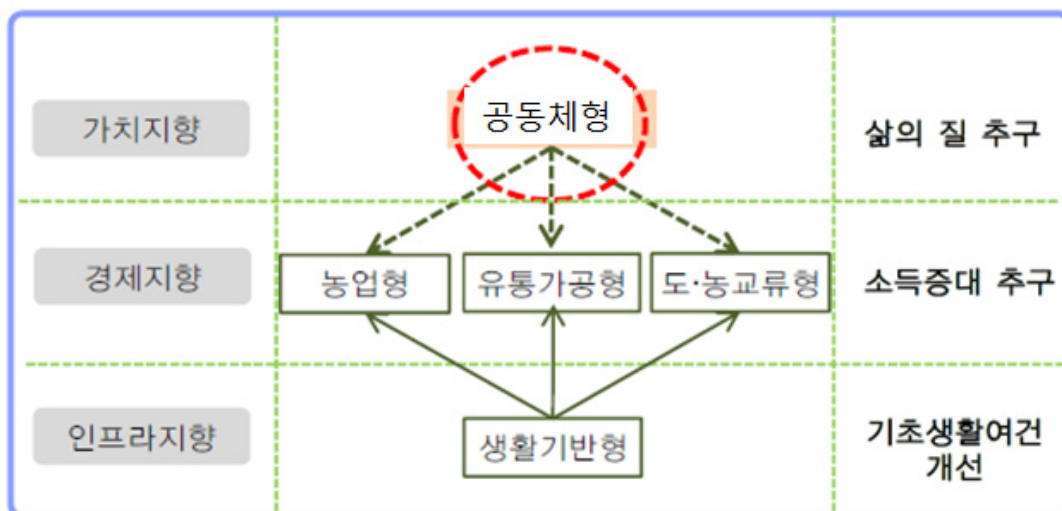 가치지향
공동체형
삶의 질 추구
경제지향
농업형
유통가공형
도·농교류형
소득증대 추구
인프라지향
생활기반형
기초생활여건
개선